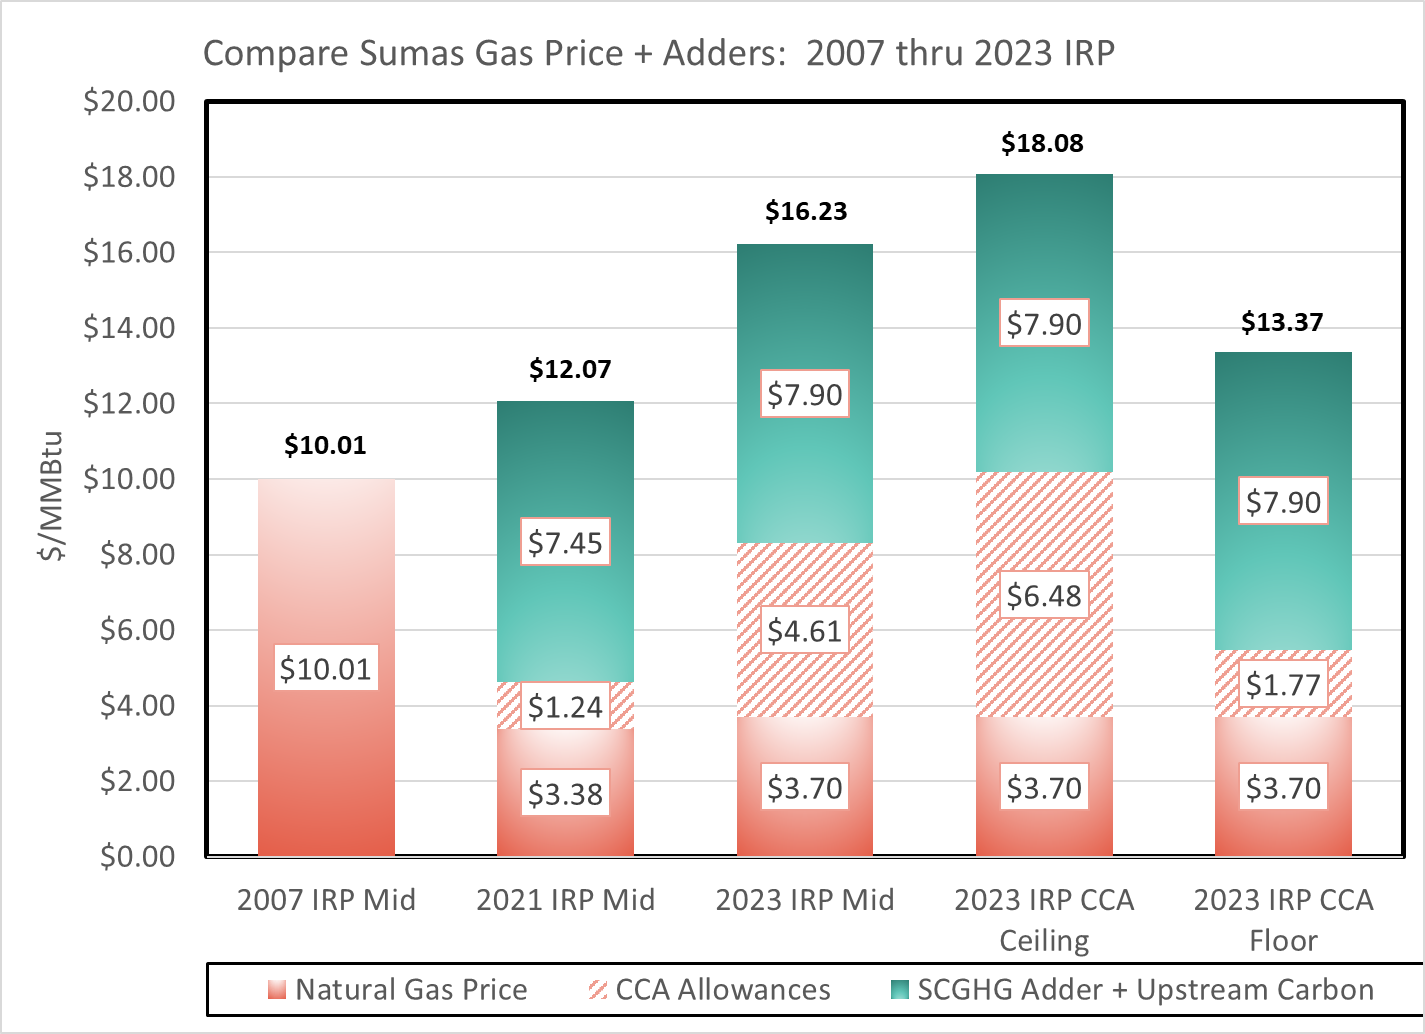 Compare Sumas Gas Price + Adders:  2007 thru 2023 IRP
$/MMBtu
$20.00
$18.00
$16.00
$14.00
$12.00
$10.00
$8.00
$6.00
$4.00
$2.00
$0.00
$10.01
$10.01
$12.07
$7.45
$1.24
$3.38
$16.23
$7.90
$4.61
$3.70
$18.08
$7.90
$6.48
$3.70
$13.37
$7.90
$1.77
$3.70
2007 IRP Mid
2021 IRP Mid
2023 IRP Mid
2023 IRP CCA
Ceiling
2023 IRP CCA
Floor
Natural Gas Price
CCA Allowances
SCGHG Adder + Upstream Carbon